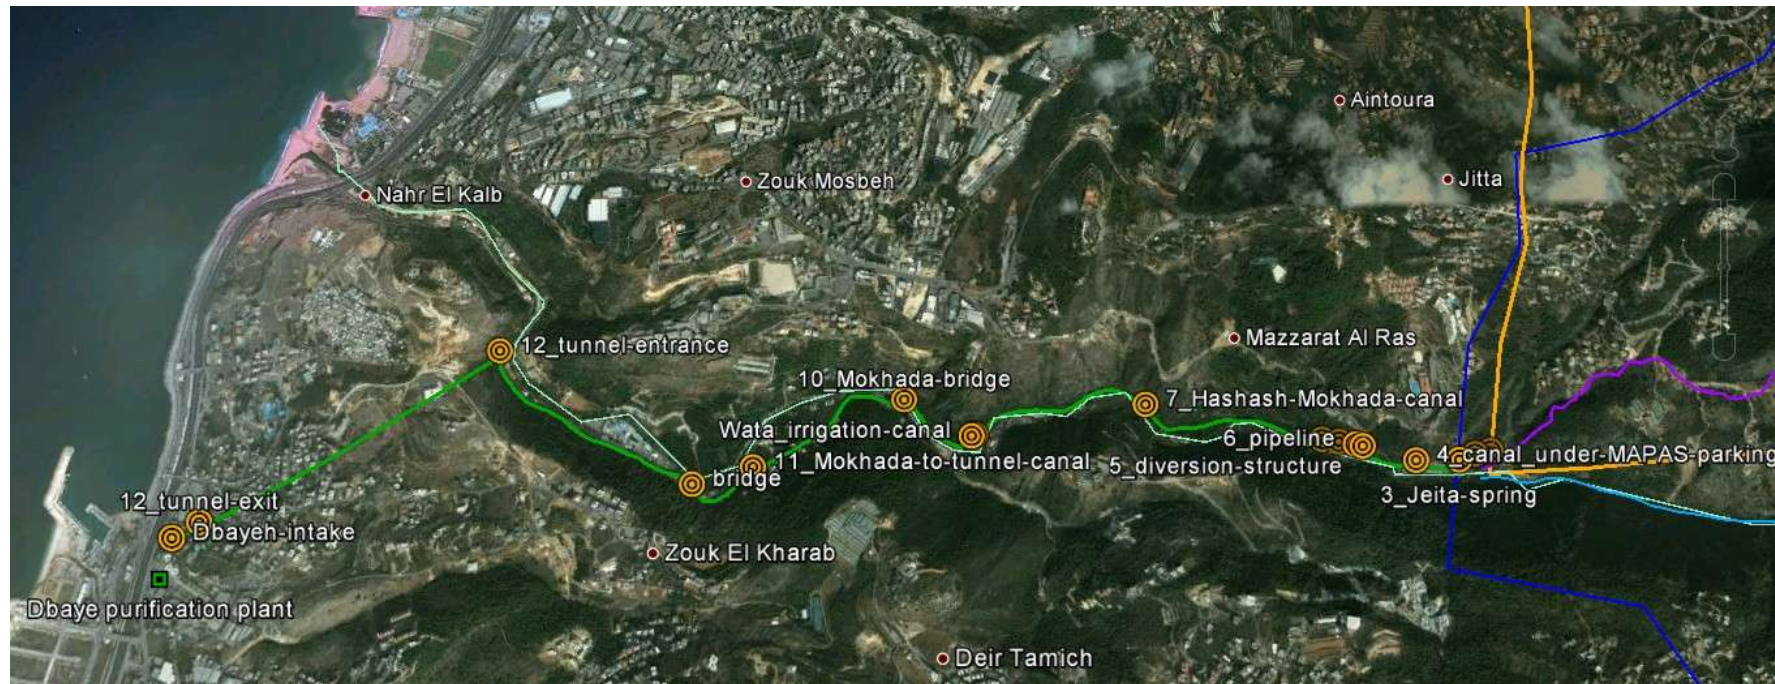 Aintoura
Jitta
Zouk Mosbeh
Nahr El Kalb
Mazzarat Al Ras
12_tunnel-entrance
10_Mokhada-bridge
7_Hashash-Mokhada-canal
Wata_irrigation-canal
6_pipeline
4_canal_under-MAPAS-parking
11_Mokhada-to-tunnel-canal
5_diversion-structure
bridge
3_Jeita-spring
12_tunnel-exit
Dbayeh-intake
Zouk El Kharab
Dbaye purification plant
Deir Tamich